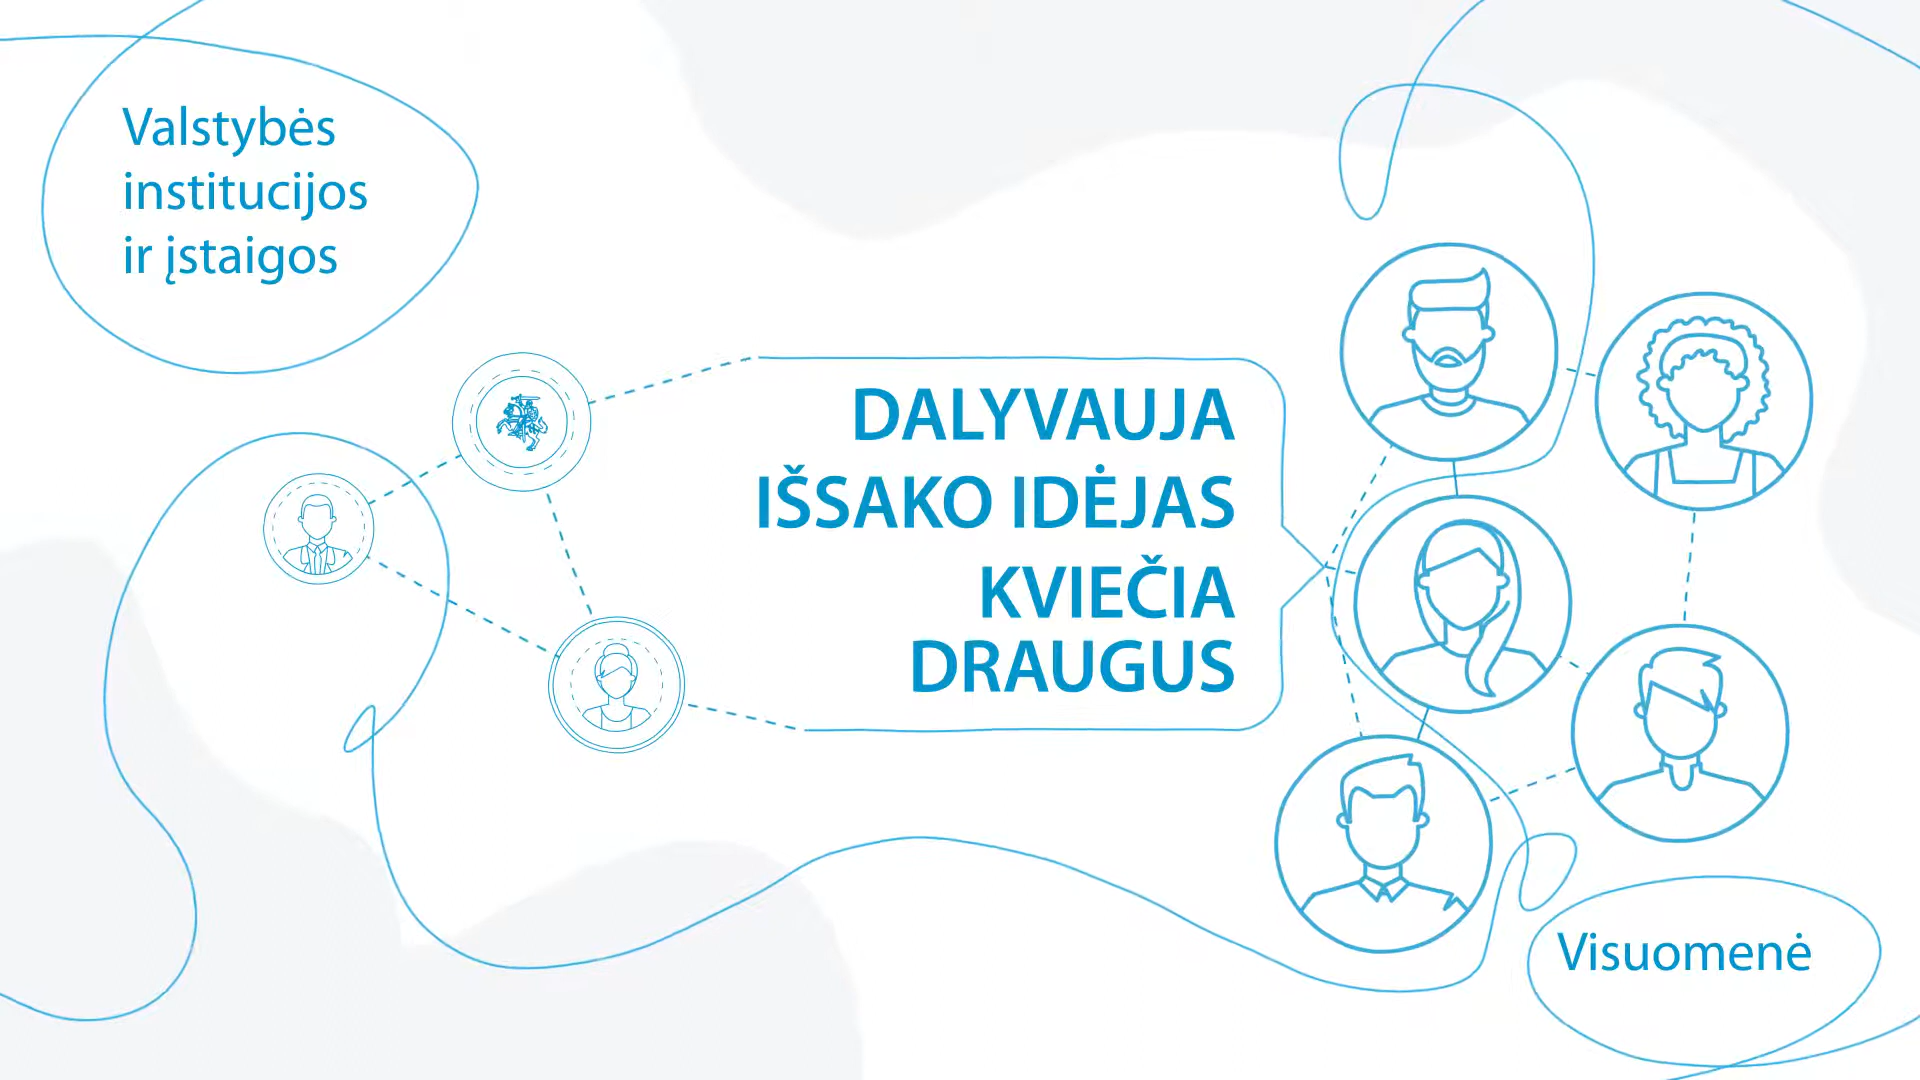 Valstybės
institucijos
ir įstaigos
DALYVAUJA
IŠSAKO IDĖJAS
KVIEČIA
DRAUGUS
Visuomenė